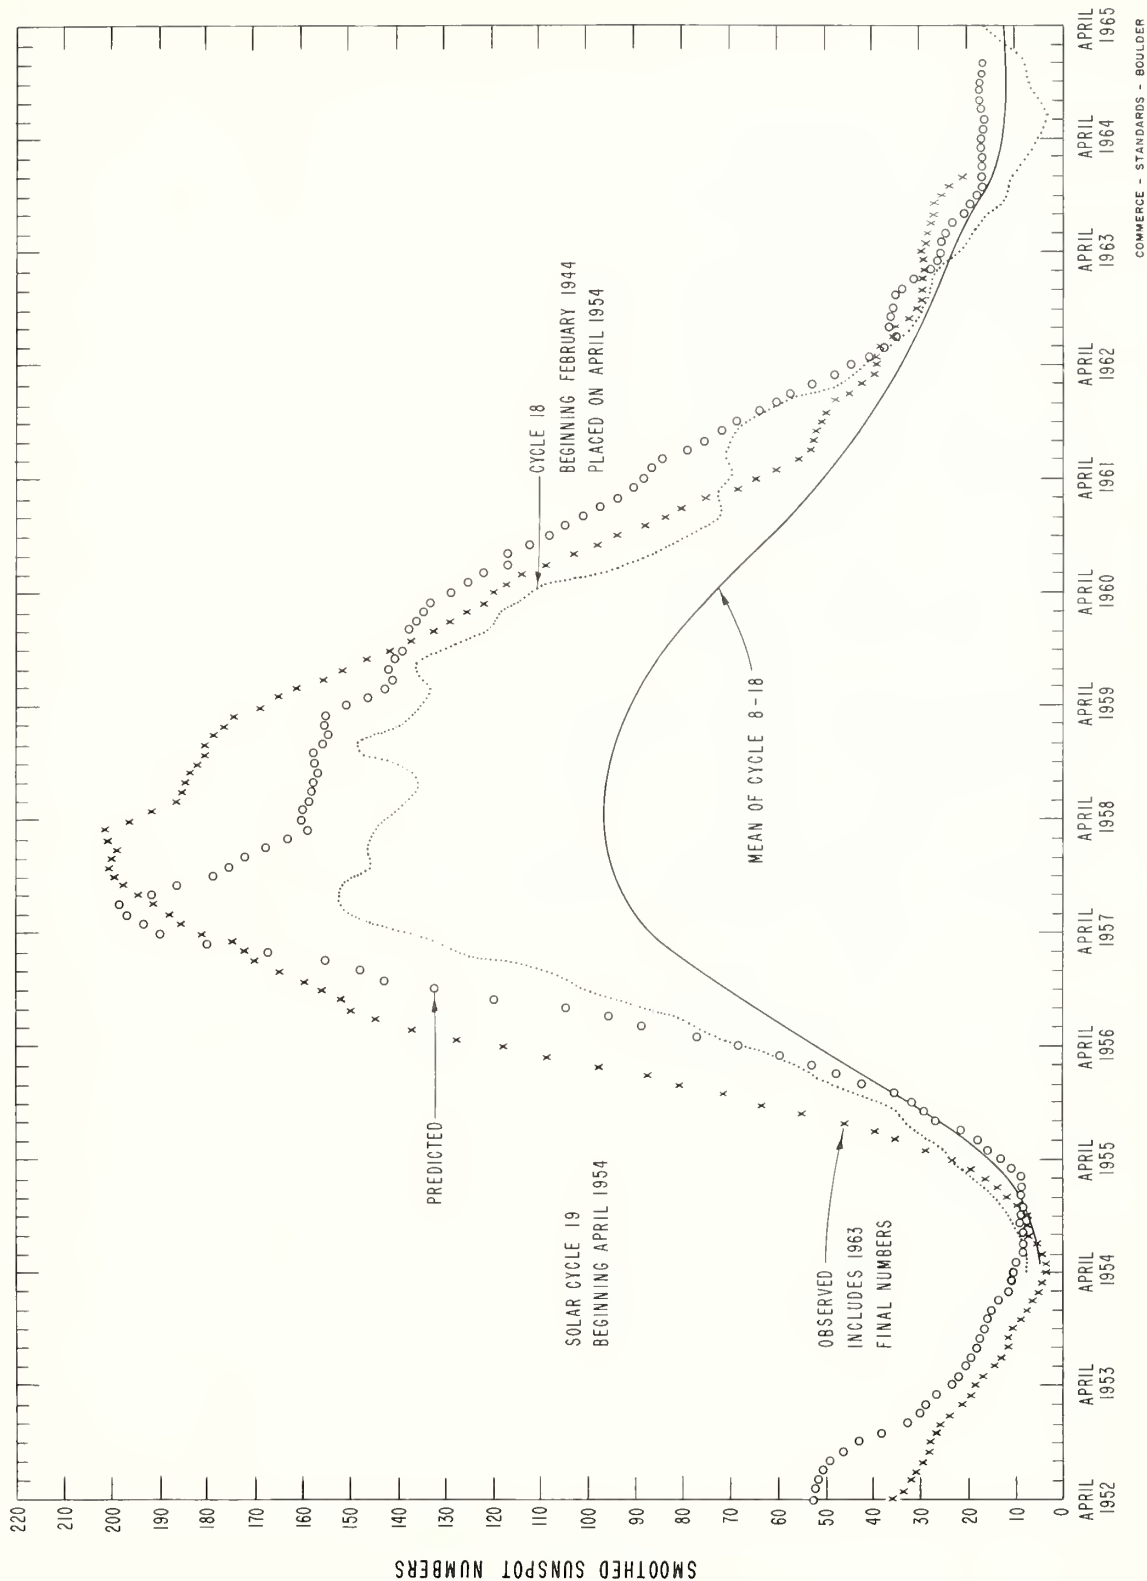 SMOOTHED SUNSPOT NUMBERS
220
210
200
190
180
170
160
150
140
130
120
110
100
90
80
70
60
50
40
30
20
10
0
PREDICTED
SOLAR CYCLE 19
BEGINNING APRIL 1954
OBSERVED
INCLUDES 1963
FINAL NUMBERS
CYCLE 18
BEGINNING FEBRUARY 1944
PLACED ON APRIL 1954
MEAN OF CYCLE 8-18
APRIL
1952
APRIL
1953
APRIL
1954
APRIL
1955
APRIL
1956
APRIL
1957
APRIL
1958
APRIL
1959
APRIL
1960
APRIL
1961
APRIL
1962
APRIL
1963
APRIL
1964
APRIL
1965
COMMERCE - STANDARDS - BOULDER